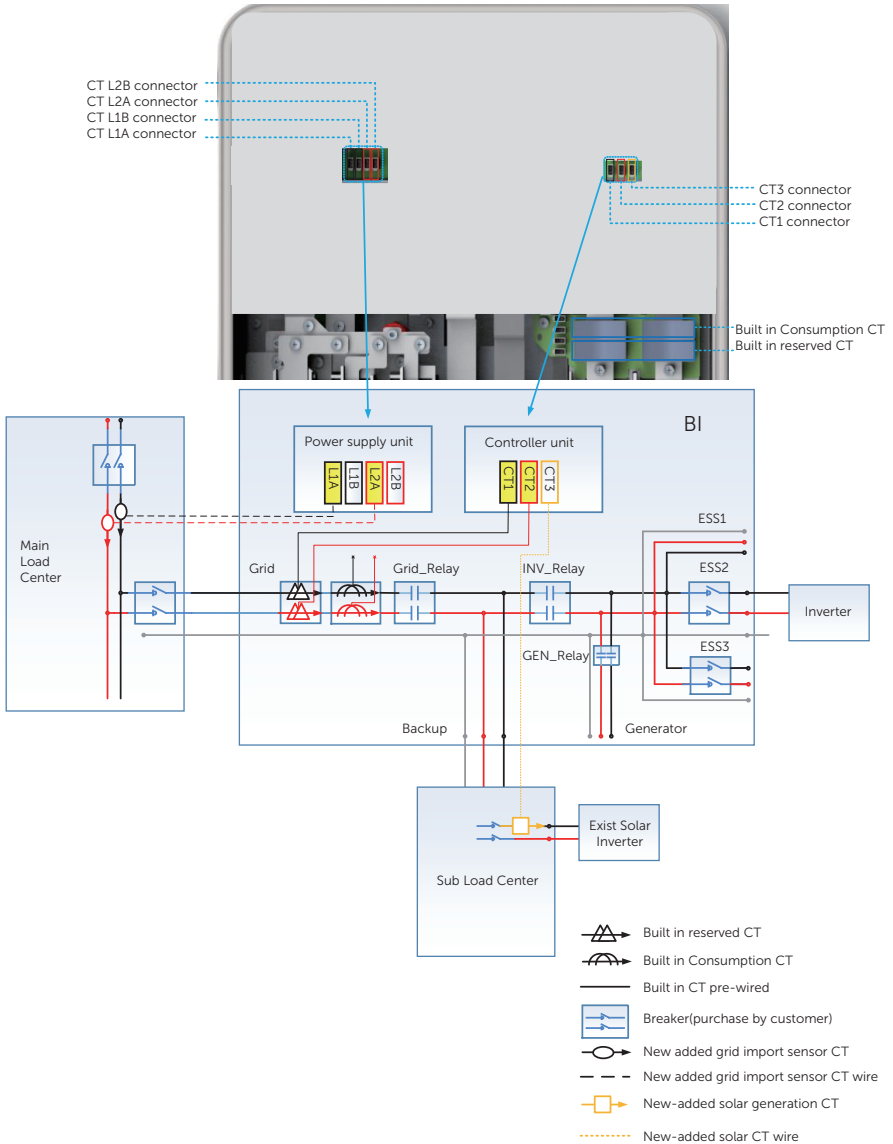 CT L2B connector
CT L2A connector
CT L1B connector
CT L1A connector
CT3 connector
CT2 connector
CT1 connector
Built in Consumption CT
Built in reserved CT
BI
Power supply unit
L1A
L1B
L2A
L2B
Controller unit
CT1
CT2
CT3
Main
Load
Center
Grid
Grid_Relay
INV_Relay
ESS1
ESS2
ESS3
Inverter
GEN_Relay
Backup
Generator
Exist Solar
Inverter
Sub Load Center
Built in reserved CT
Built in Consumption CT
Built in CT pre-wired
Breaker(purchase by customer)
New added grid import sensor CT
New added grid import sensor CT wire
New-added solar generation CT
New-added solar CT wire